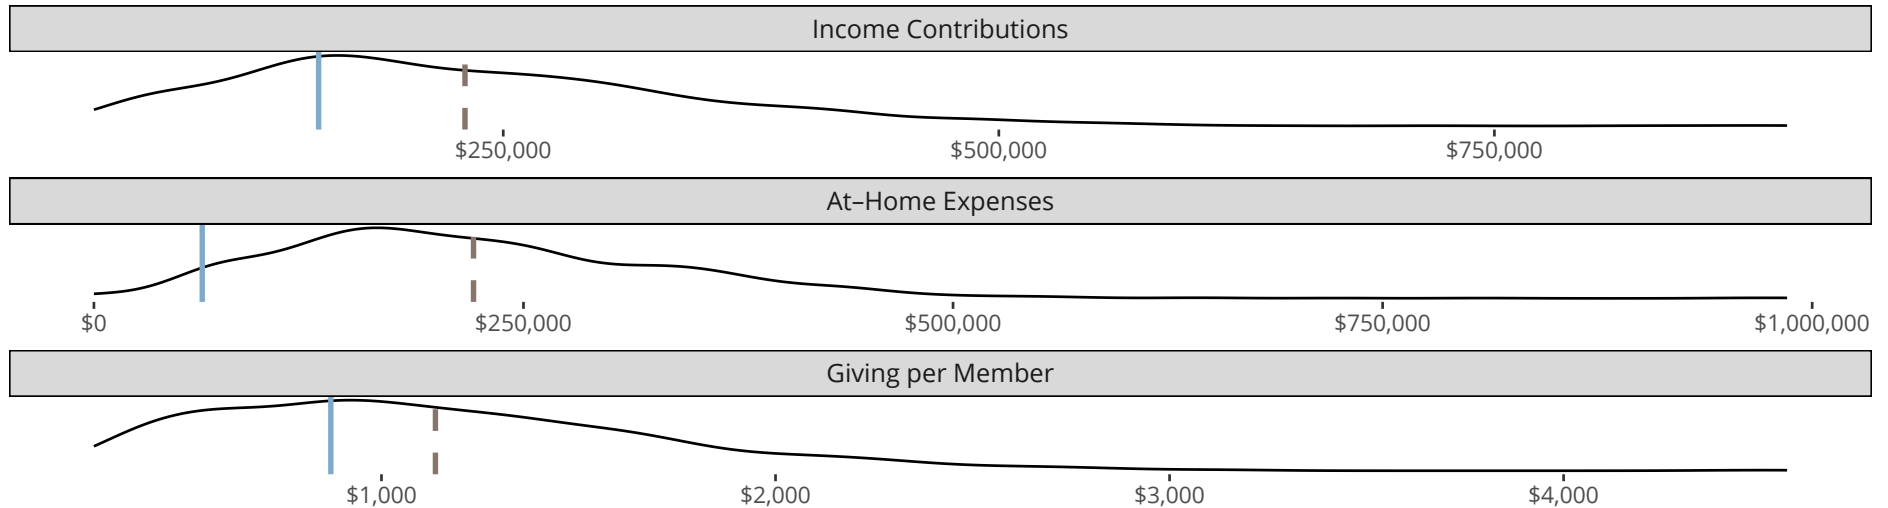 Income Contributions
$250,000 $500,000 $750,000
At–Home Expenses
$0 $250,000 $500,000 $750,000 $1,000,000
Giving per Member
$1,000 $2,000 $3,000 $4,000